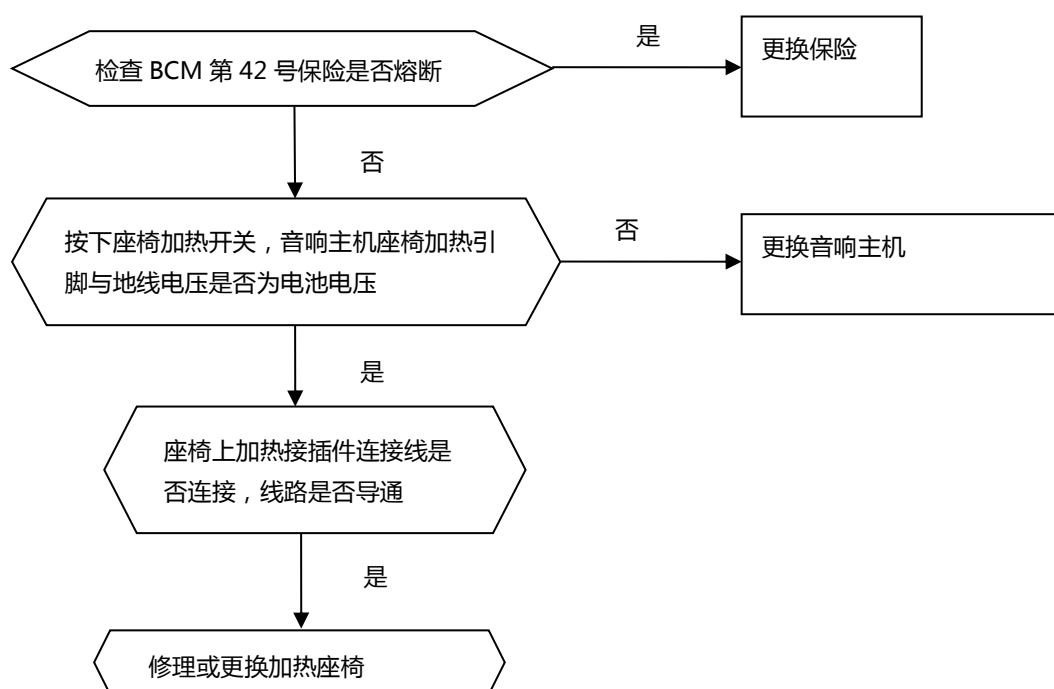 检查 BCM 第 42 号保险是否熔断
是
更换保险
否
按下座椅加热开关，音响主机座椅加热引
脚与地线电压是否为电池电压
否
更换音响主机
是
座椅上加热接插件连接线是
否连接，线路是否导通
是
修理或更换加热座椅